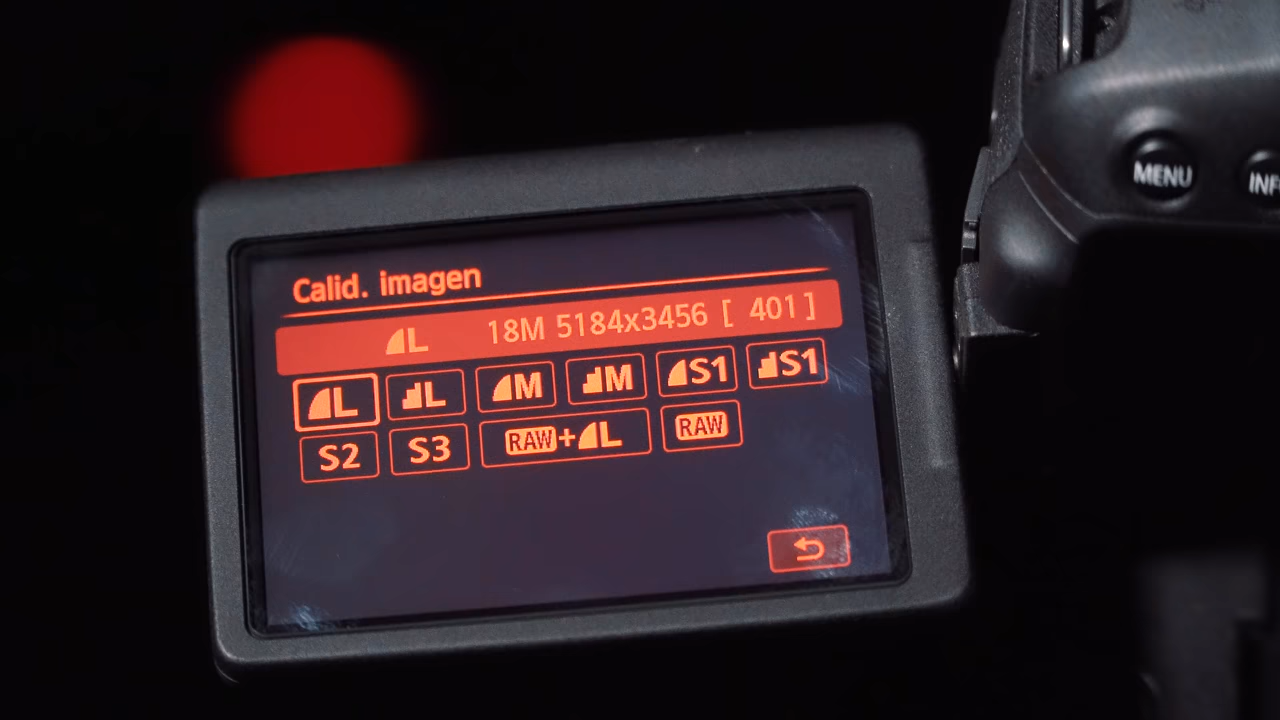 MENU
INF
Calid. imagen
L 18M 5184x3456 [ 401]
L L M M S1 S1
S2 S3 RAW+L RAW